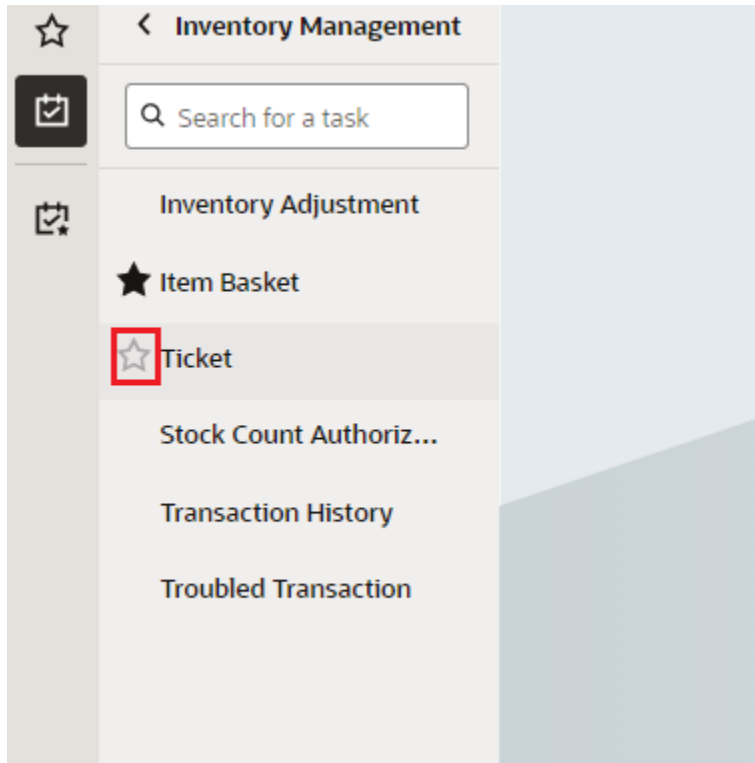 Inventory Management
Search for a task
Inventory Adjustment
Item Basket
Ticket
Stock Count Authoriz...
Transaction History
Troubled Transaction